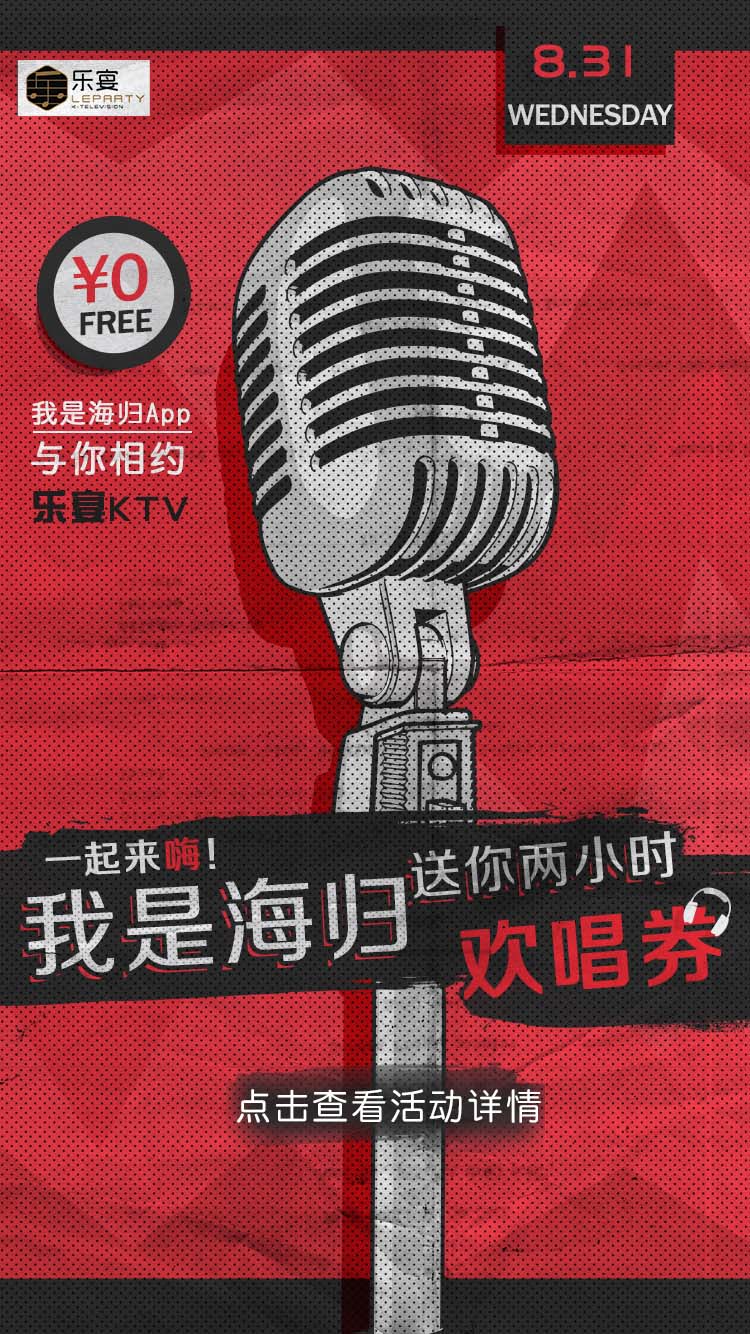 乐宴
LEPARTY
K-TELEVISION
8.31
WEDNESDAY
¥0
FREE
我是海归App
与你相约
乐宴KTV
一起来嗨!
我是海归
送你两小时
欢唱券
点击查看活动详情